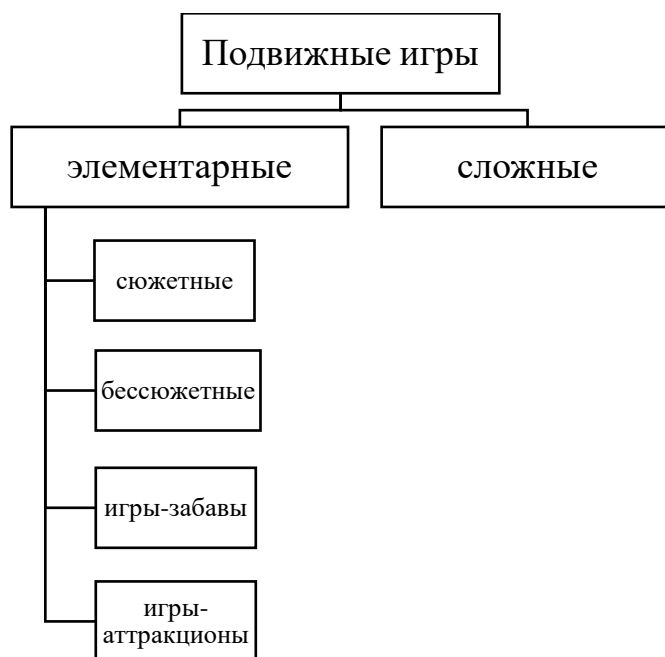 Подвижные игры
элементарные
сложные
сюжетные
бессюжетные
игры-забавы
игры-
аттракционы